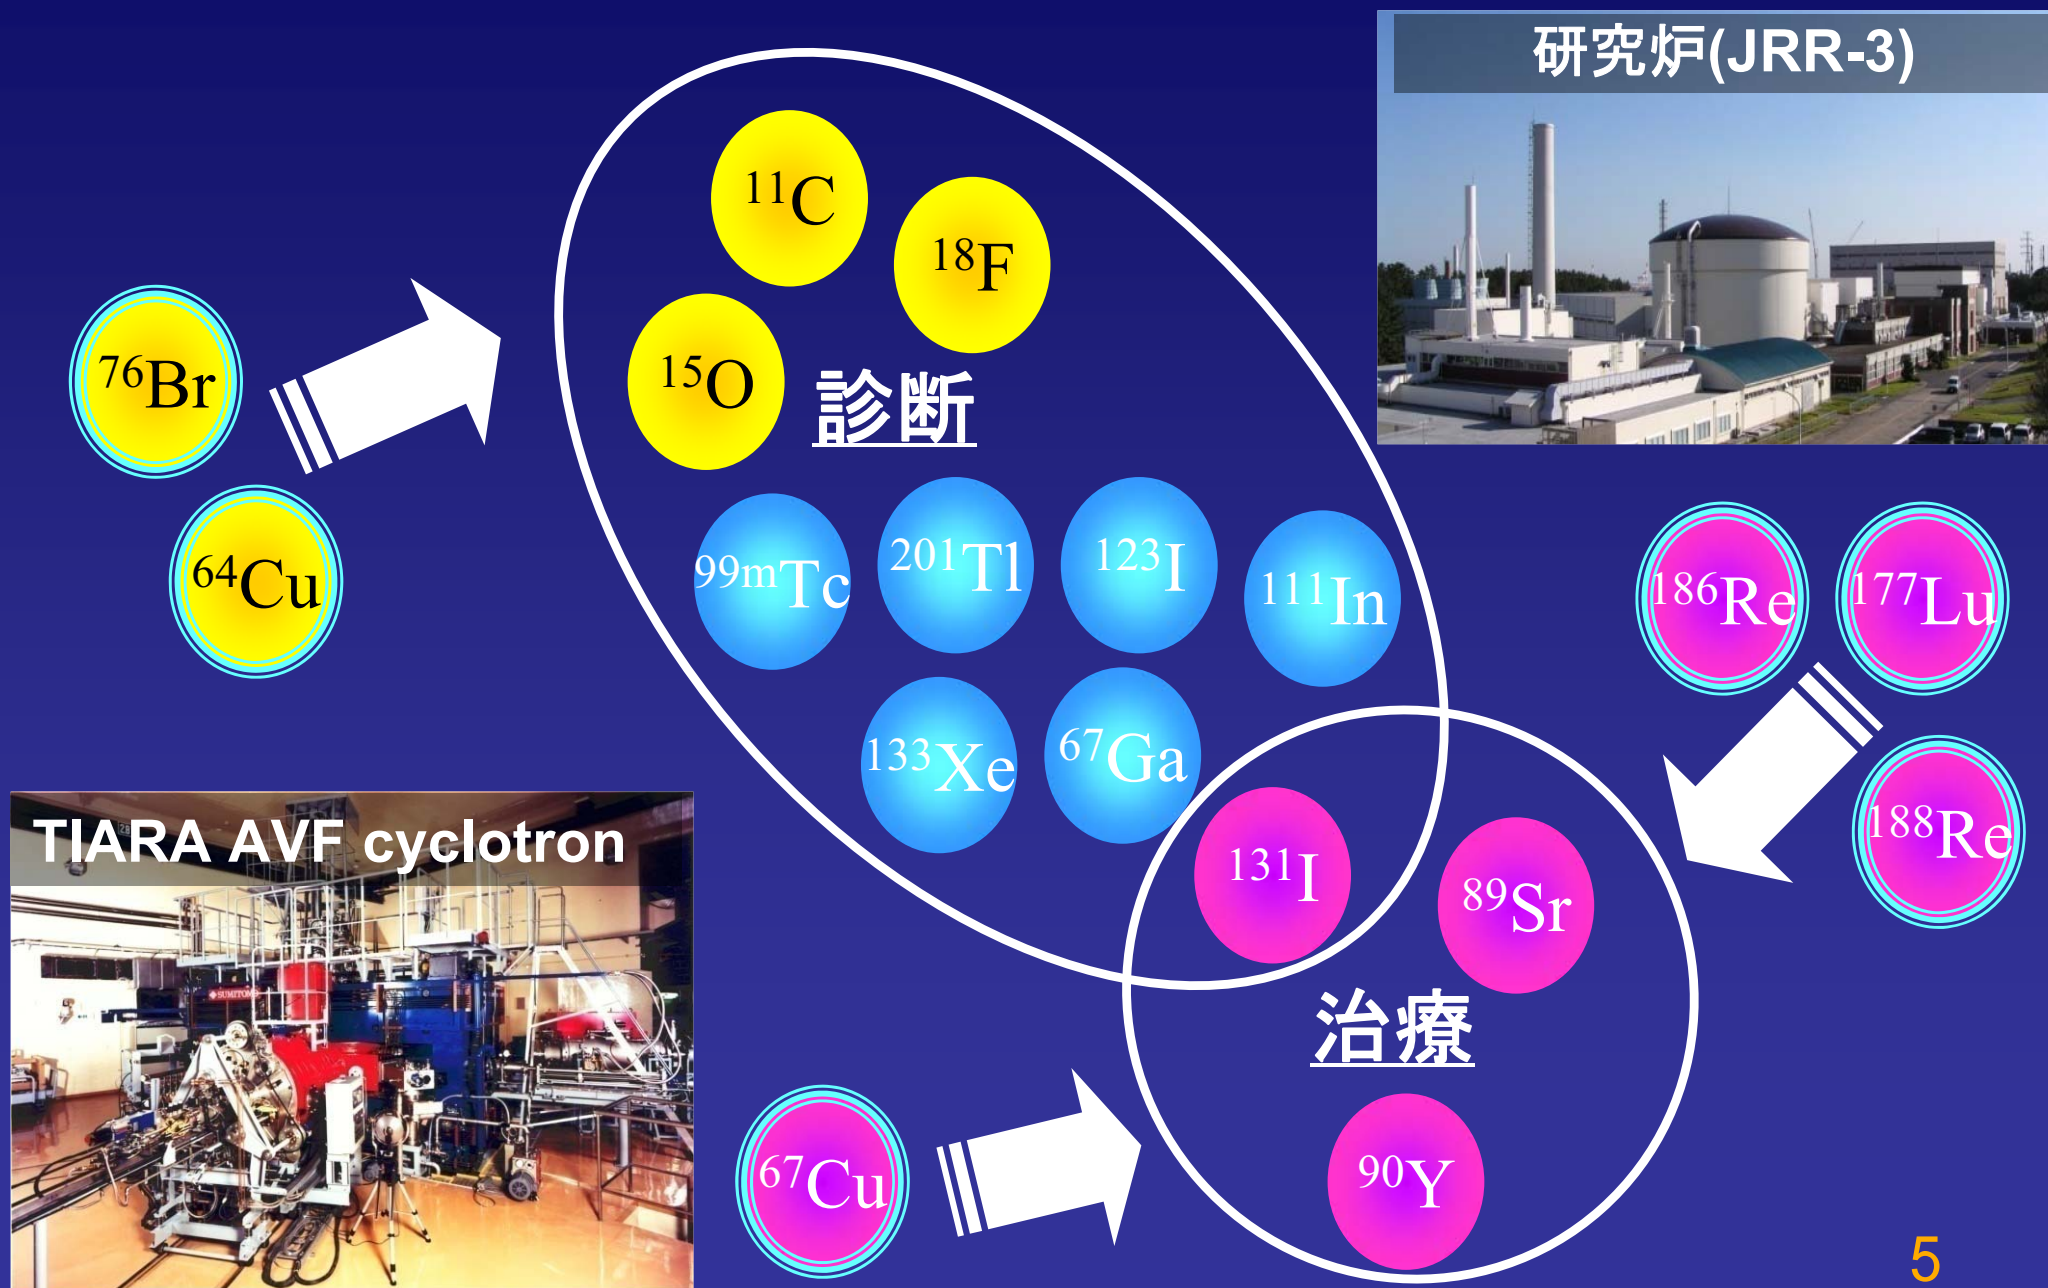 研究炉(JRR-3)
¹¹C
¹⁸F
¹⁵O
診断
⁷⁶Br
⁶⁴Cu
⁹⁹ᵐTc
²⁰¹Tl
¹²³I
¹¹¹In
¹³³Xe
⁶⁷Ga
¹⁸⁶Re
¹⁷⁷Lu
¹⁸⁸Re
TIARA AVF cyclotron
SUMITOMO
¹³¹I
⁸⁹Sr
治療
⁶⁷Cu
⁹⁰Y
5